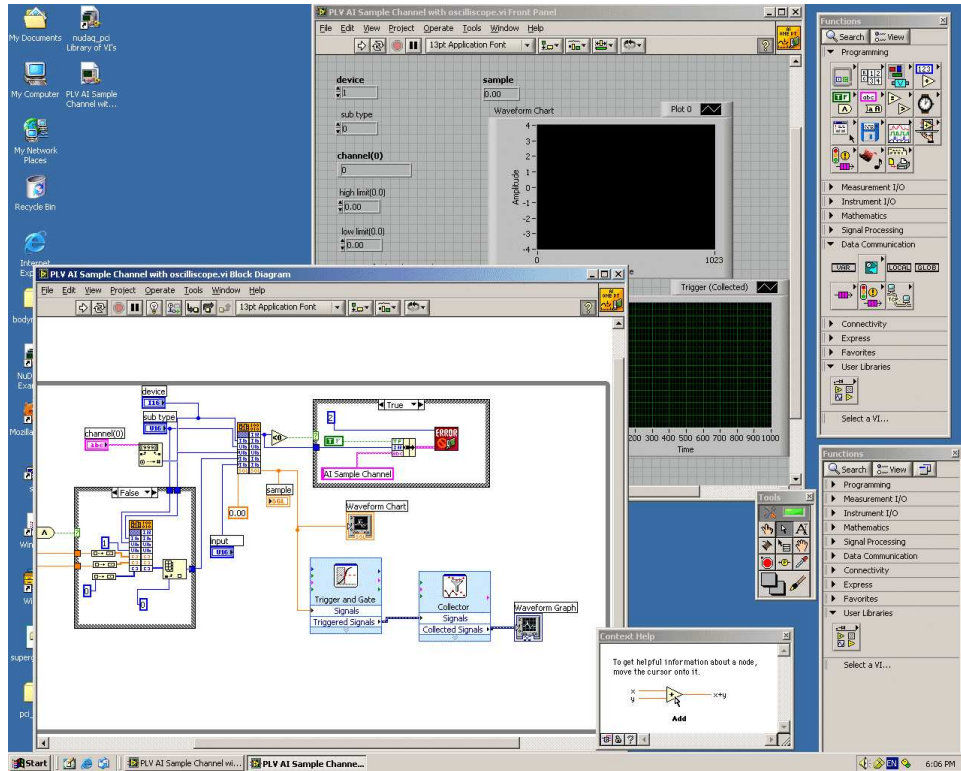 My Documents
nudaq_pci
Library of VI's
My Computer
PLV AI Sample
Channel wit...
My Network
Places
Recycle Bin
Internet
PLV AI Sample Channel with oscilliscope.vi Front Panel
File Edit View Project Operate Tools Window Help
13pt Application Font
device
1
sample
0.00
sub type
0
Waveform Chart
Plot 0
channel(0)
0
high limit(0.0)
0.00
low limit(0.0)
0.00
Amplitude
4
3
2
1
0
-1
-2
-3
-4
0
1023
Trigger (Collected)
200 300 400 500 600 700 800 900 1000
Time
PLV AI Sample Channel with oscilliscope.vi Block Diagram
File Edit View Project Operate Tools Window Help
13pt Application Font
device
I16
sub type
U16
channel(0)
abc
True
2
TF
ERROR
AI Sample Channel
sample
SGL
0.00
input
U16
False
1
0
0
Waveform Chart
Trigger and Gate
Signals
Triggered Signals
Collector
Signals
Collected Signals
Waveform Graph
Functions
Search View
Programming
Measurement I/O
Instrument I/O
Mathematics
Signal Processing
Data Communication
VAR
LOCAL GLOB
Connectivity
Express
Favorites
User Libraries
Select a VI...
Functions
Search View
Programming
Measurement I/O
Instrument I/O
Mathematics
Signal Processing
Data Communication
Connectivity
Express
Favorites
User Libraries
Select a VI...
Tools
Context Help
To get helpful information about a node,
move the cursor onto it.
x
y
x+y
Add
Start
PLV AI Sample Channel wi...
PLV AI Sample Channe...
EN
6:06 PM